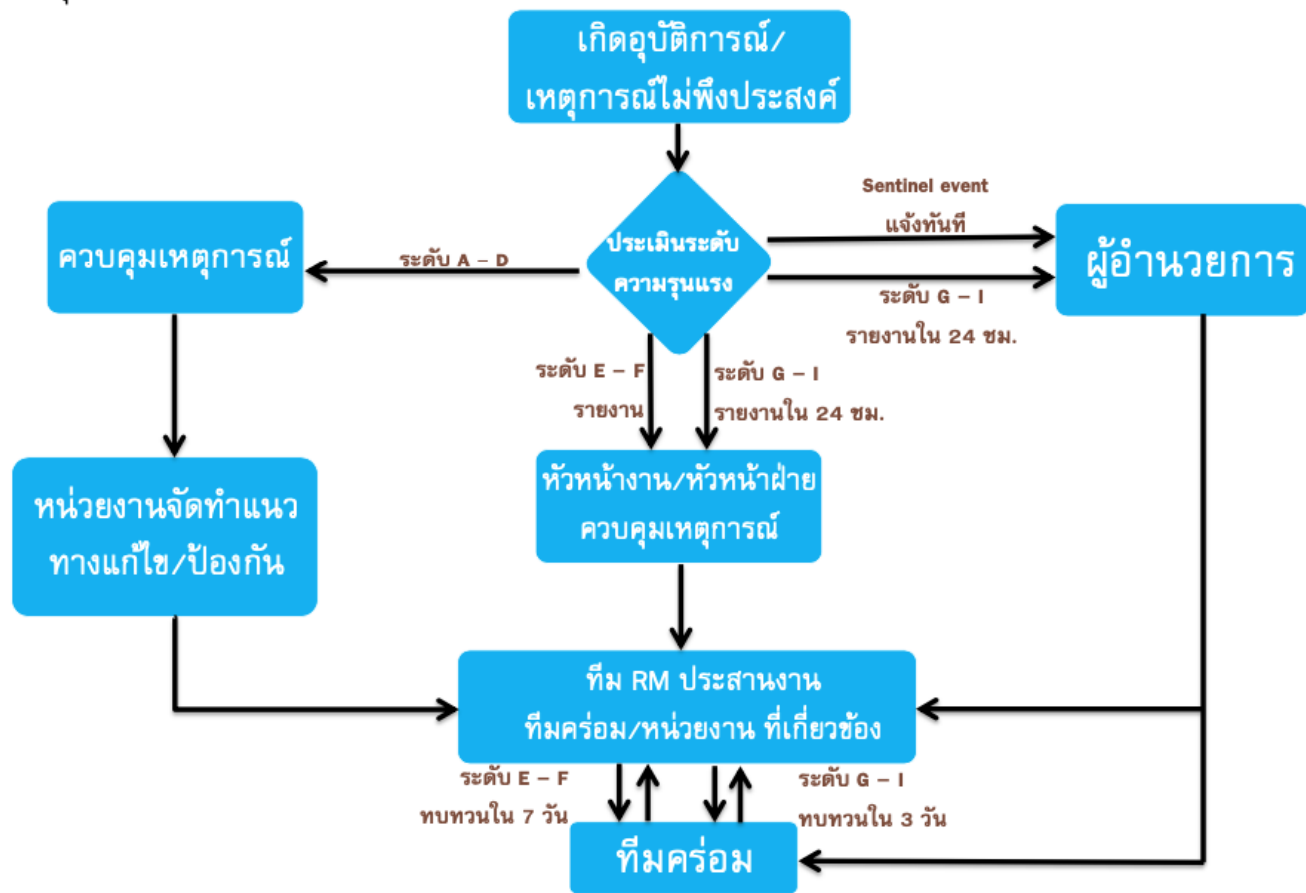 เกิดอุบัติการณ์/
เหตุการณ์ไม่พึงประสงค์
Sentinel event
แจ้งทันที
ควบคุมเหตุการณ์
ระดับ A – D
ประเมินระดับ
ความรุนแรง
ผู้อำนวยการ
ระดับ G – I
รายงานใน 24 ชม.
ระดับ E – F
รายงาน
ระดับ G – I
รายงานใน 24 ชม.
หน่วยงานจัดทำแนว
ทางแก้ไข/ป้องกัน
หัวหน้างาน/หัวหน้าฝ่าย
ควบคุมเหตุการณ์
ทีม RM ประสานงาน
ทีมคร่อม/หน่วยงาน ที่เกี่ยวข้อง
ระดับ E – F
ทบทวนใน 7 วัน
ระดับ G – I
ทบทวนใน 3 วัน
ทีมคร่อม